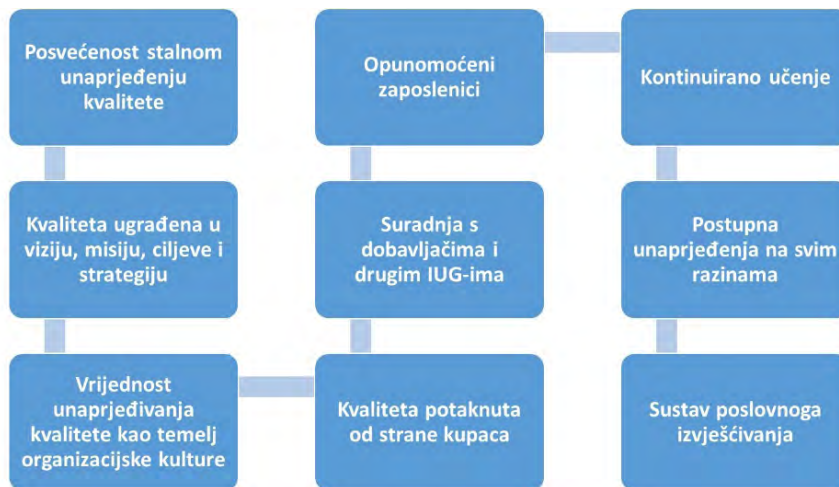 Posvećenost stalnom
unaprjeđenju
kvalitete
Kvaliteta ugrađena u
viziju, misiju, ciljeve i
strategiju
Vrijednost
unaprjeđivanja
kvalitete kao temelj
organizacijske kulture
Kvaliteta potaknuta
od strane kupaca
Suradnja s
dobavljačima i
drugim IUG-ima
Opunomoćeni
zaposlenici
Kontinuirano učenje
Postupna
unaprjeđenja na svim
razinama
Sustav poslovnoga
izvješćivanja